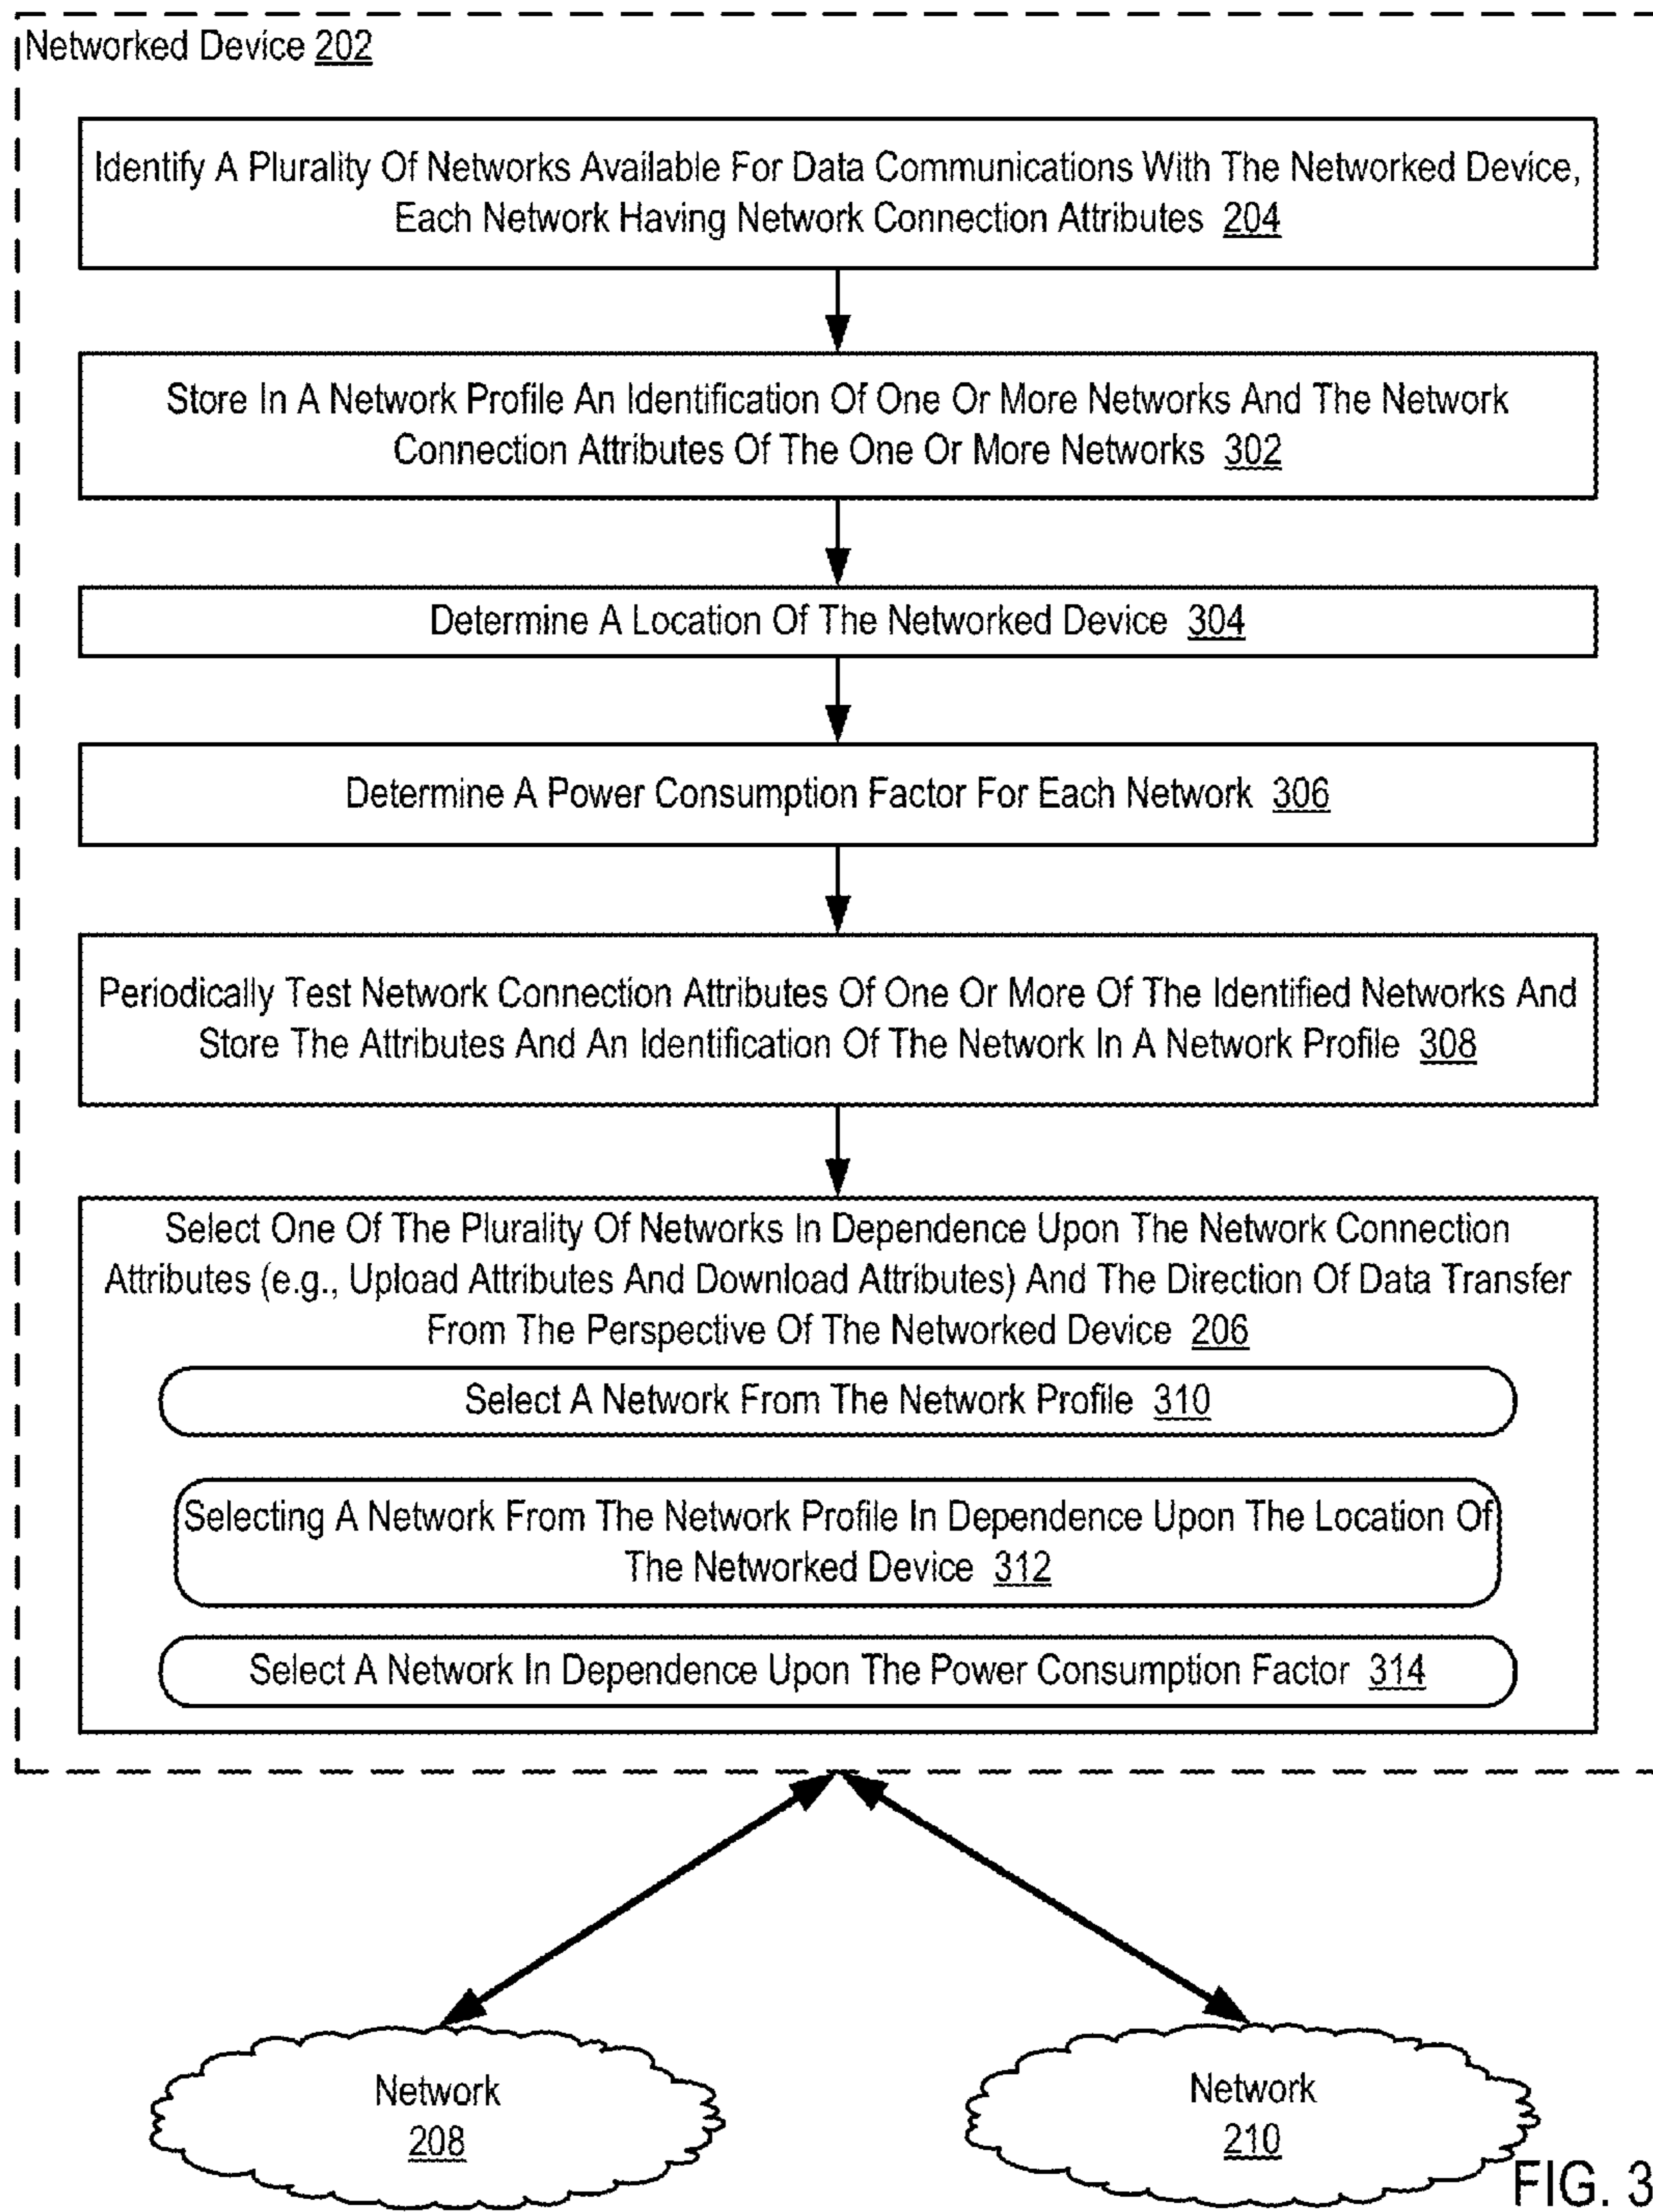 Networked Device 202
Identify A Plurality Of Networks Available For Data Communications With The Networked Device,
Each Network Having Network Connection Attributes 204
Store In A Network Profile An Identification Of One Or More Networks And The Network
Connection Attributes Of The One Or More Networks 302
Determine A Location Of The Networked Device 304
Determine A Power Consumption Factor For Each Network 306
Periodically Test Network Connection Attributes Of One Or More Of The Identified Networks And
Store The Attributes And An Identification Of The Network In A Network Profile 308
Select One Of The Plurality Of Networks In Dependence Upon The Network Connection
Attributes (e.g., Upload Attributes And Download Attributes) And The Direction Of Data Transfer
From The Perspective Of The Networked Device 206
Select A Network From The Network Profile 310
Selecting A Network From The Network Profile In Dependence Upon The Location Of
The Networked Device 312
Select A Network In Dependence Upon The Power Consumption Factor 314
Network
208
Network
210
FIG. 3